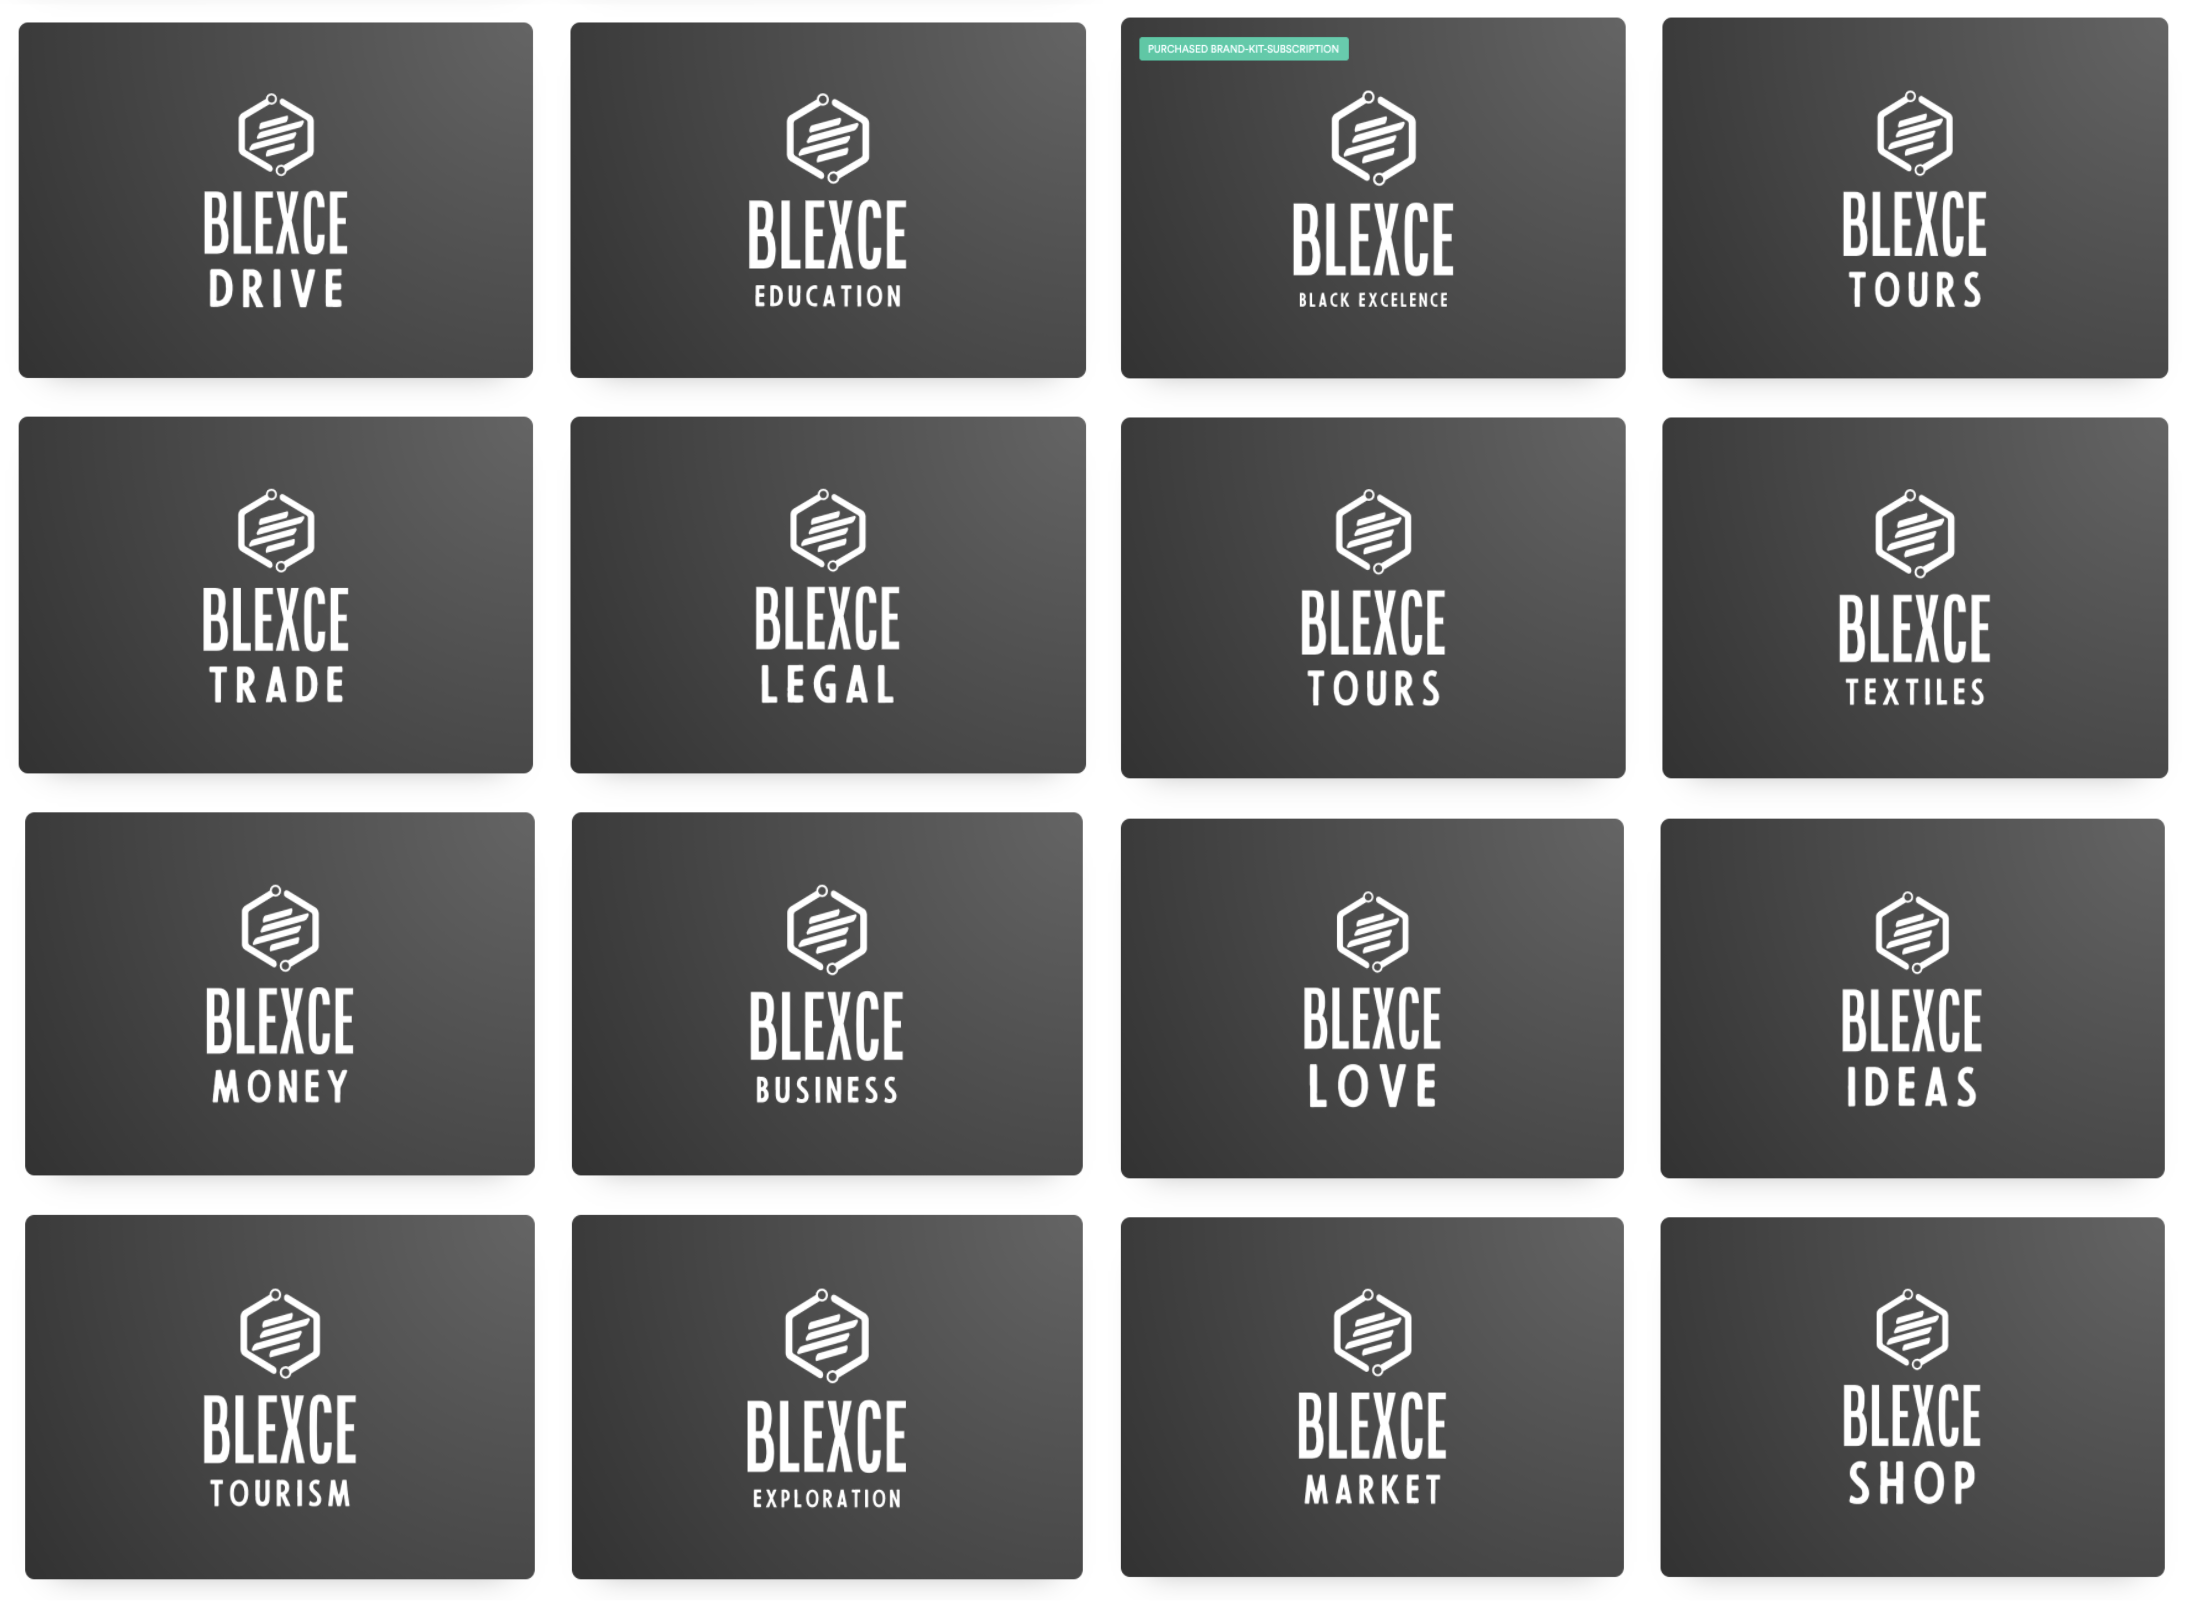 BLEXCE
DRIVE
BLEXCE
EDUCATION
PURCHASED BRAND-KIT-SUBSCRIPTION
BLEXCE
BLACK EXCELENCE
BLEXCE
TOURS
BLEXCE
TRADE
BLEXCE
LEGAL
BLEXCE
TOURS
BLEXCE
TEXTILES
BLEXCE
MONEY
BLEXCE
BUSINESS
BLEXCE
LOVE
BLEXCE
IDEAS
BLEXCE
TOURISM
BLEXCE
EXPLORATION
BLEXCE
MARKET
BLEXCE
SHOP